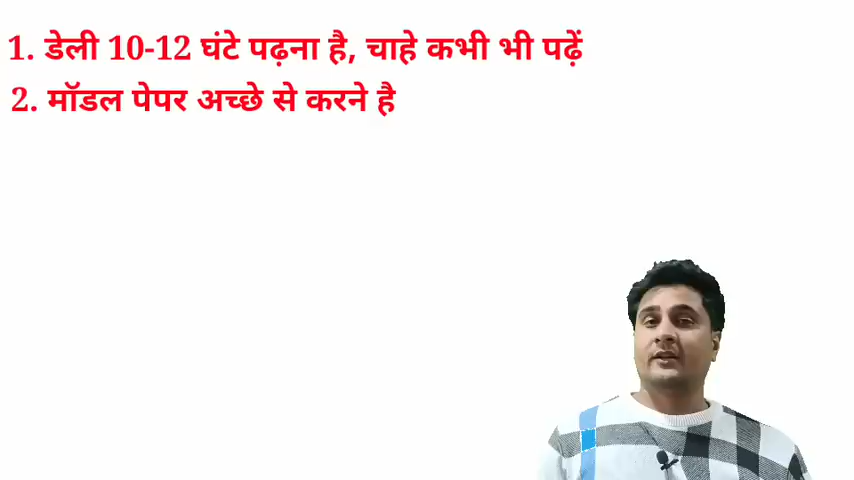 1. डेली 10-12 घंटे पढ़ना है, चाहे कभी भी पढ़ें
2. मॉडल पेपर अच्छे से करने है